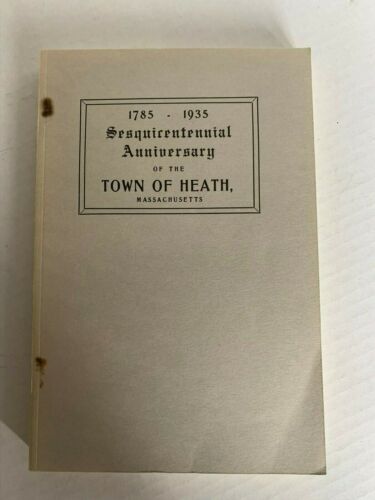 1785 - 1935
Sesquicentennial
Anniversary
OF THE
TOWN OF HEATH,
MASSACHUSETTS